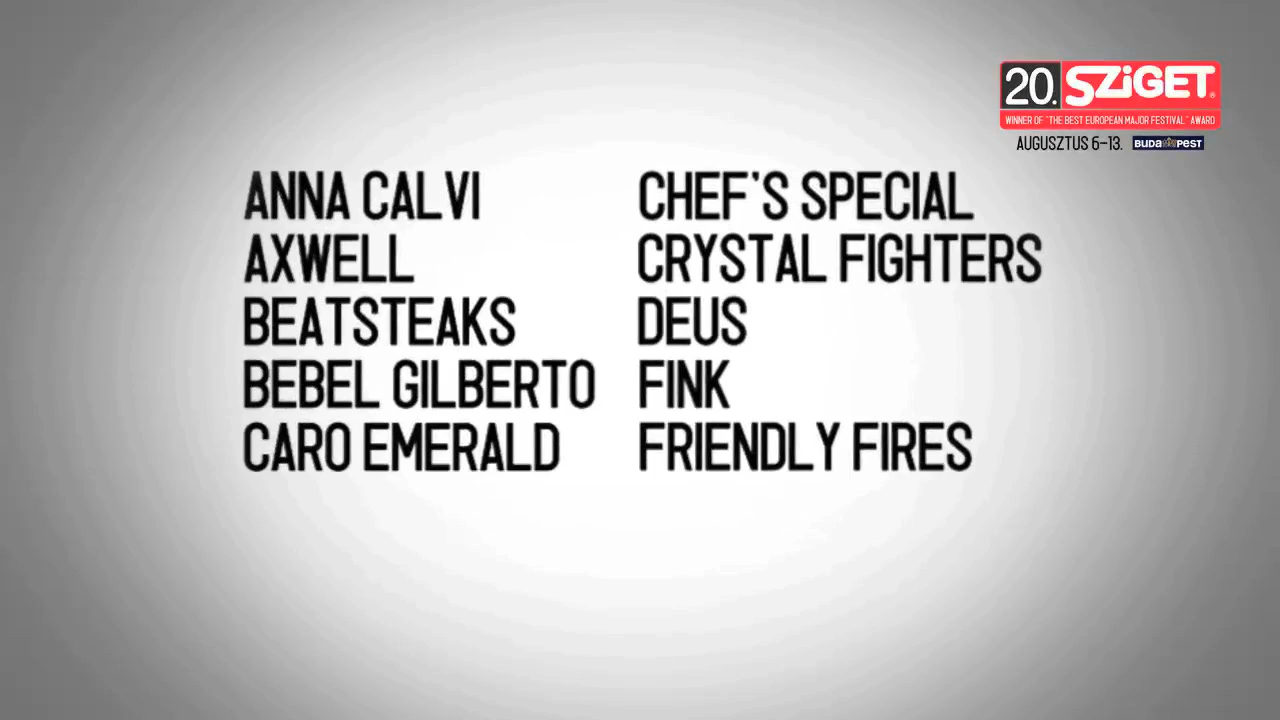 20. SZiGET
WINNER OF "THE BEST EUROPEAN MAJOR FESTIVAL" AWARD
AUGUSZTUS 6-13. BUDAPEST
ANNA CALVI
AXWELL
BEATSTEAKS
BEBEL GILBERTO
CARO EMERALD
CHEF'S SPECIAL
CRYSTAL FIGHTERS
DEUS
FINK
FRIENDLY FIRES